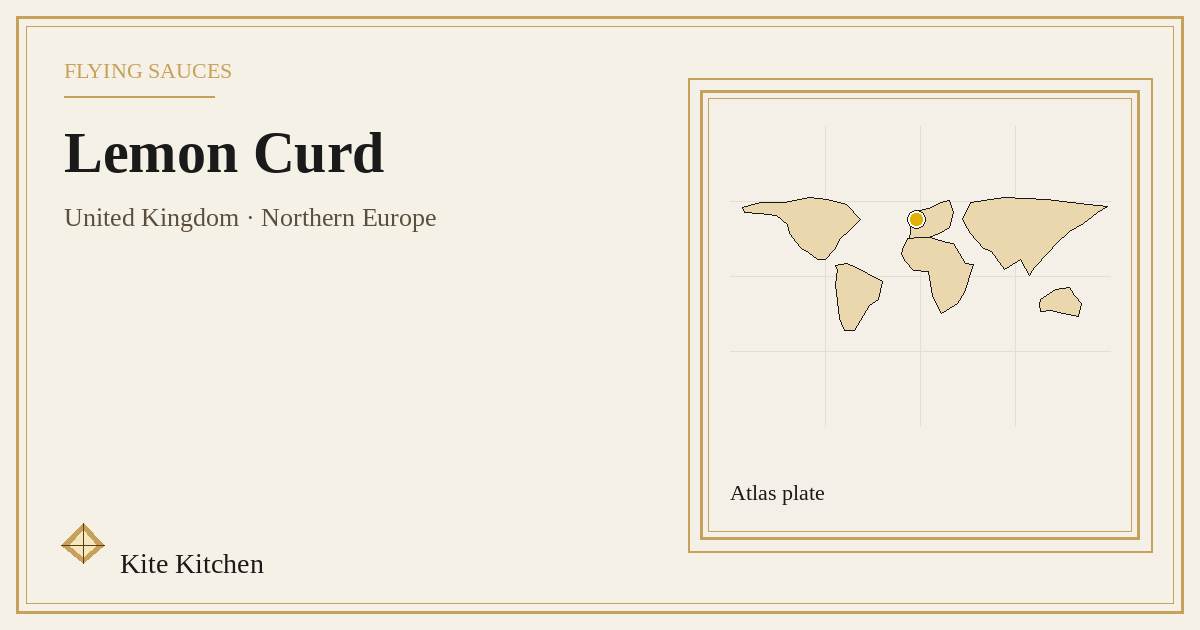 FLYING SAUCES
Lemon Curd
United Kingdom · Northern Europe
Atlas plate
Kite Kitchen